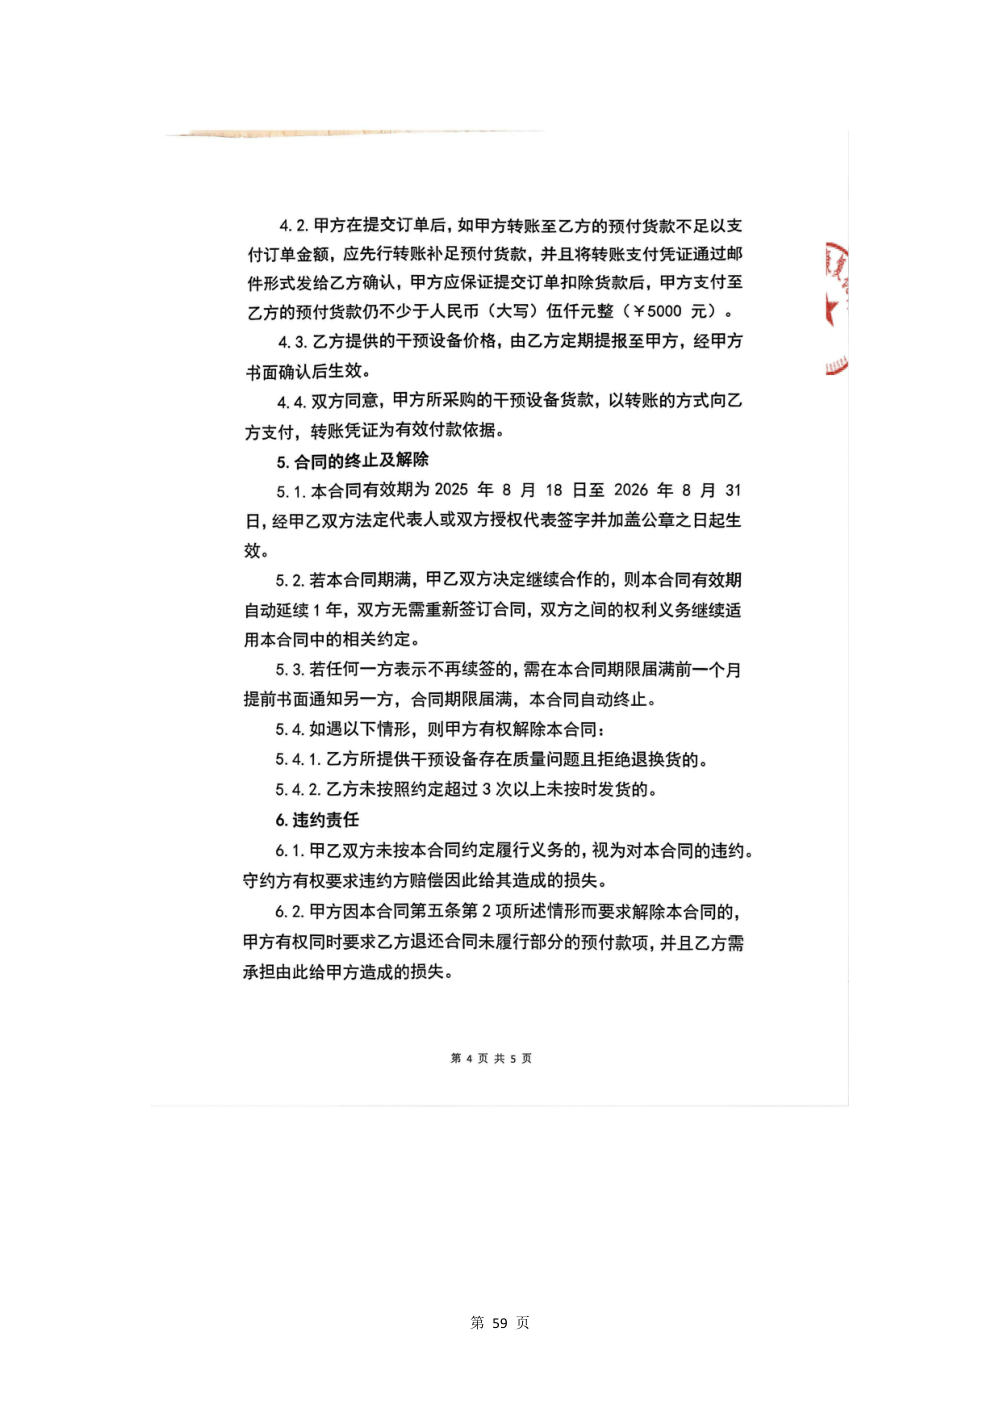 4.2.甲方在提交订单后，如甲方转账至乙方的预付货款不足以支
付订单金额，应先行转账补足预付货款，并且将转账支付凭证通过邮
件形式发给乙方确认，甲方应保证提交订单扣除货款后，甲方支付至
乙方的预付货款仍不少于人民币（大写）伍仟元整（￥5000 元）。
4.3.乙方提供的干预设备价格，由乙方定期提报至甲方，经甲方
书面确认后生效。
4.4.双方同意，甲方所采购的干预设备货款，以转账的方式向乙
方支付，转账凭证为有效付款依据。
5.合同的终止及解除
5.1.本合同有效期为 2025 年 8 月 18 日至 2026 年 8 月 31
日，经甲乙双方法定代表人或双方授权代表签字并加盖公章之日起生
效。
5.2.若本合同期满，甲乙双方决定继续合作的，则本合同有效期
自动延续 1 年，双方无需重新签订合同，双方之间的权利义务继续适
用本合同中的相关约定。
5.3.若任何一方表示不再续签的，需在本合同期限届满前一个月
提前书面通知另一方，合同期限届满，本合同自动终止。
5.4.如遇以下情形，则甲方有权解除本合同：
5.4.1.乙方所提供干预设备存在质量问题且拒绝退换货的。
5.4.2.乙方未按照约定超过 3 次以上未按时发货的。
6.违约责任
6.1.甲乙双方未按本合同约定履行义务的，视为对本合同的违约。
守约方有权要求违约方赔偿因此给其造成的损失。
6.2.甲方因本合同第五条第 2 项所述情形而要求解除本合同的，
甲方有权同时要求乙方退还合同未履行部分的预付款项，并且乙方需
承担由此给甲方造成的损失。
第 4 页 共 5 页
第 59 页